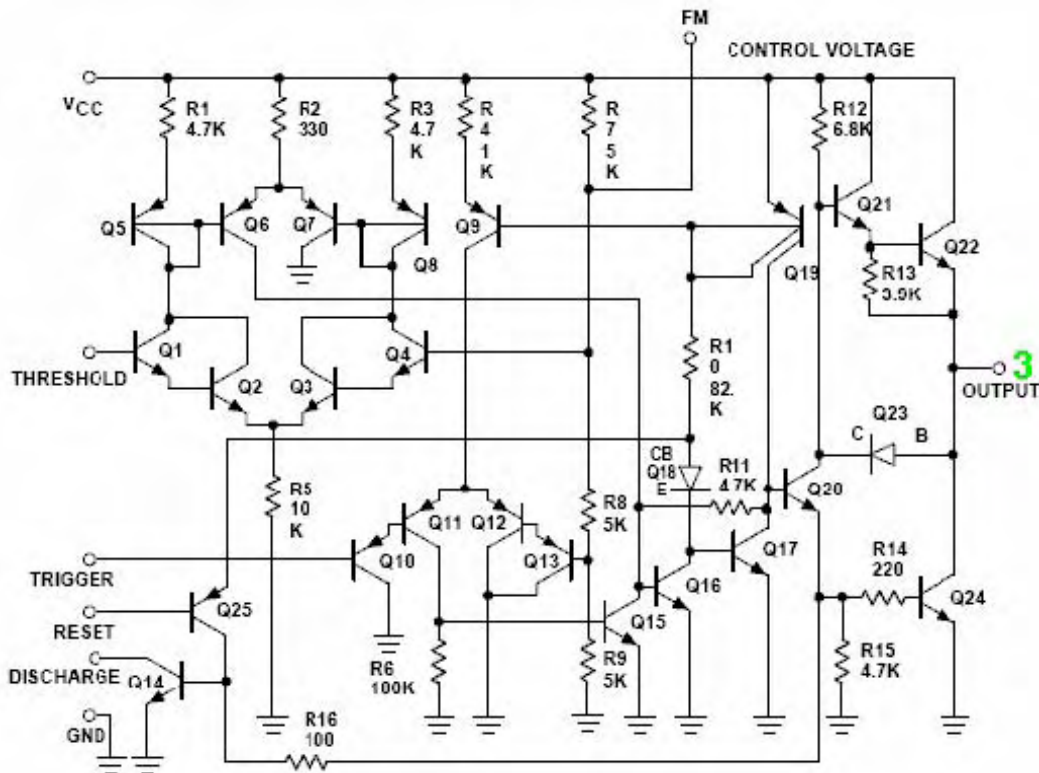 FM
CONTROL VOLTAGE
VCC
R1
4.7K
R2
330
R3
4.7
K
R
4
1
K
R
7
5
K
R12
6.8K
Q5
Q6
Q7
Q8
Q9
Q19
Q21
Q22
R13
3.9K
Q1
THRESHOLD
Q2
Q3
Q4
R1
0
82.
K
3
OUTPUT
Q23
C
B
CB
Q18
E
R11
4.7K
Q20
R5
10
K
Q11
Q12
R8
5K
TRIGGER
Q10
Q13
Q17
R14
220
RESET
Q25
Q15
Q16
Q24
DISCHARGE
Q14
R6
100K
R9
5K
R15
4.7K
GND
R16
100